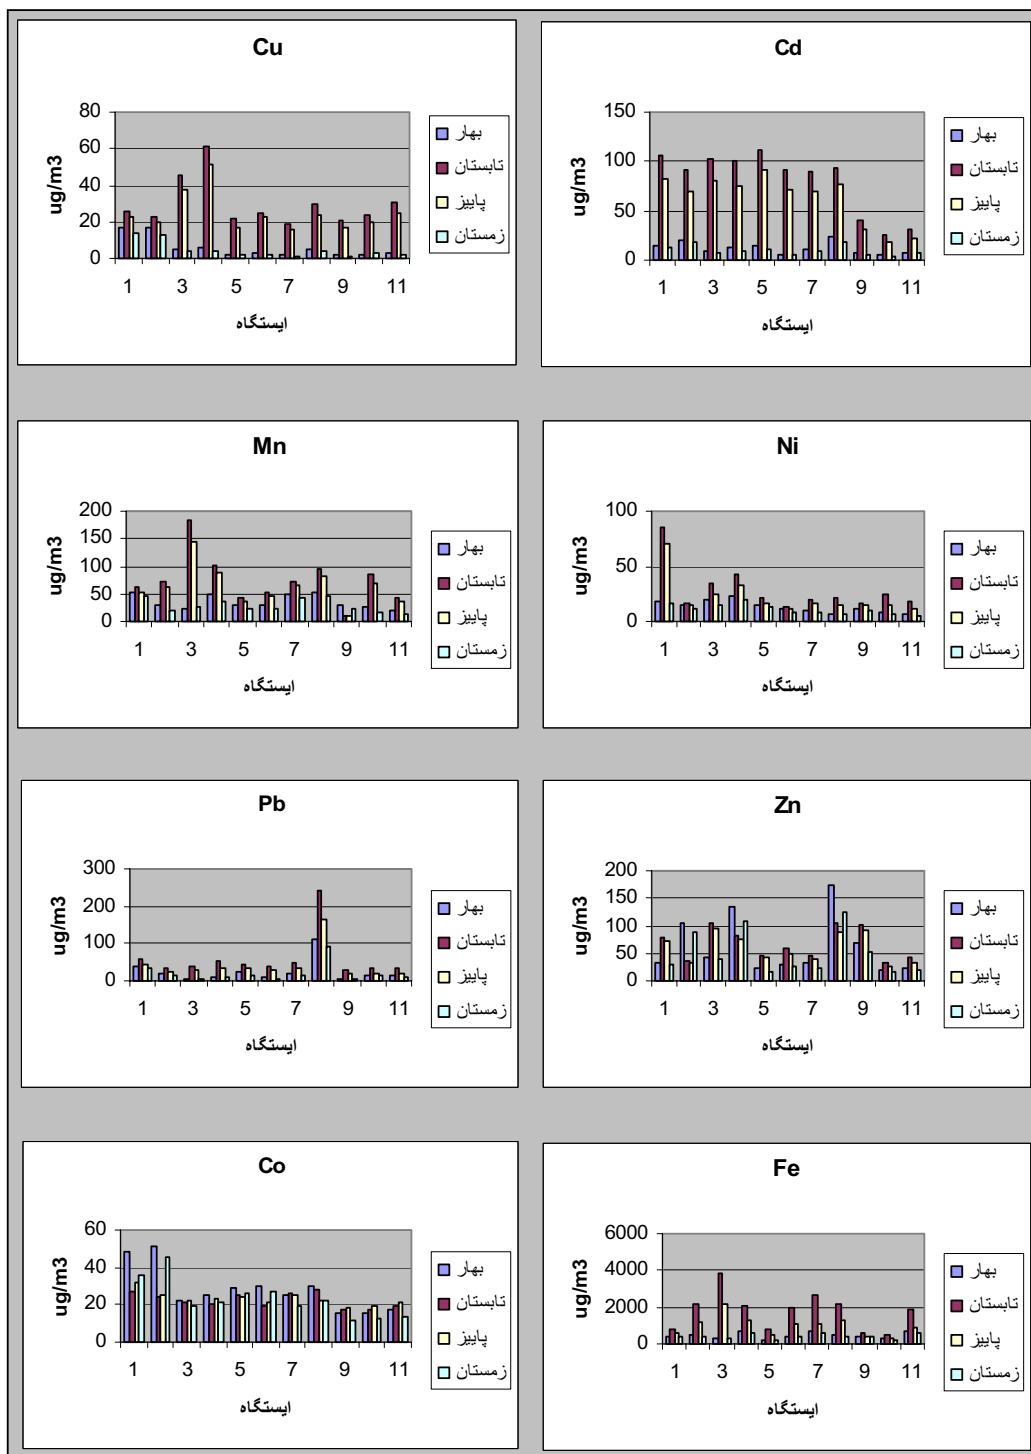 Cu
80
60
40
20
0
ug/m3
1 3 5 7 9 11
ایستگاه
بهار
تابستان
پاییز
زمستان
Cd
150
100
50
0
ug/m3
1 3 5 7 9 11
ایستگاه
بهار
تابستان
پاییز
زمستان
Mn
200
150
100
50
0
ug/m3
1 3 5 7 9 11
ایستگاه
بهار
تابستان
پاییز
زمستان
Ni
100
50
0
ug/m3
1 3 5 7 9 11
ایستگاه
بهار
تابستان
پاییز
زمستان
Pb
300
200
100
0
ug/m3
1 3 5 7 9 11
ایستگاه
بهار
تابستان
پاییز
زمستان
Zn
200
150
100
50
0
ug/m3
1 3 5 7 9 11
ایستگاه
بهار
تابستان
پاییز
زمستان
Co
60
40
20
0
ug/m3
1 3 5 7 9 11
ایستگاه
بهار
تابستان
پاییز
زمستان
Fe
6000
4000
2000
0
ug/m3
1 3 5 7 9 11
ایستگاه
بهار
تابستان
پاییز
زمستان